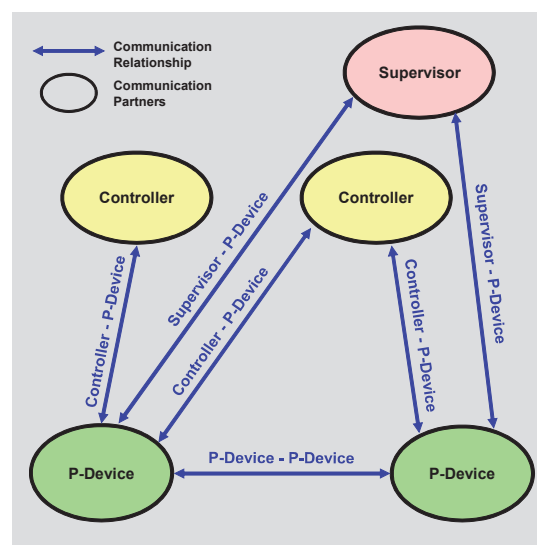 Communication
Relationship
Communication
Partners
Supervisor
Controller
Controller
Controller - P-Device
Supervisor - P-Device
Controller - P-Device
Controller - P-Device
Supervisor - P-Device
P-Device
P-Device - P-Device
P-Device